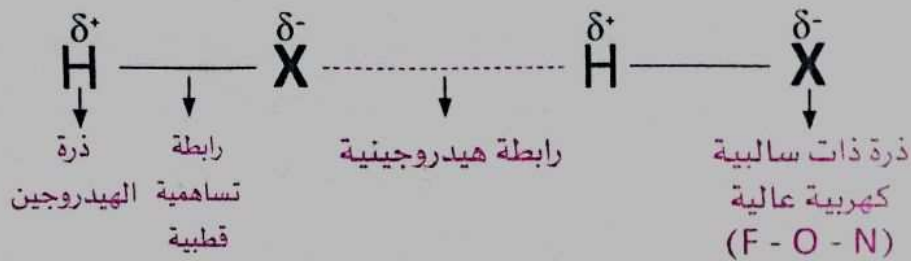 δ+ δ- δ+ δ-
H X H X
ذرة رابطة رابطة هيدروجينية ذرة ذات سالبية
الهيدروجين تساهمية كهربية عالية
قطبية (F - O - N)